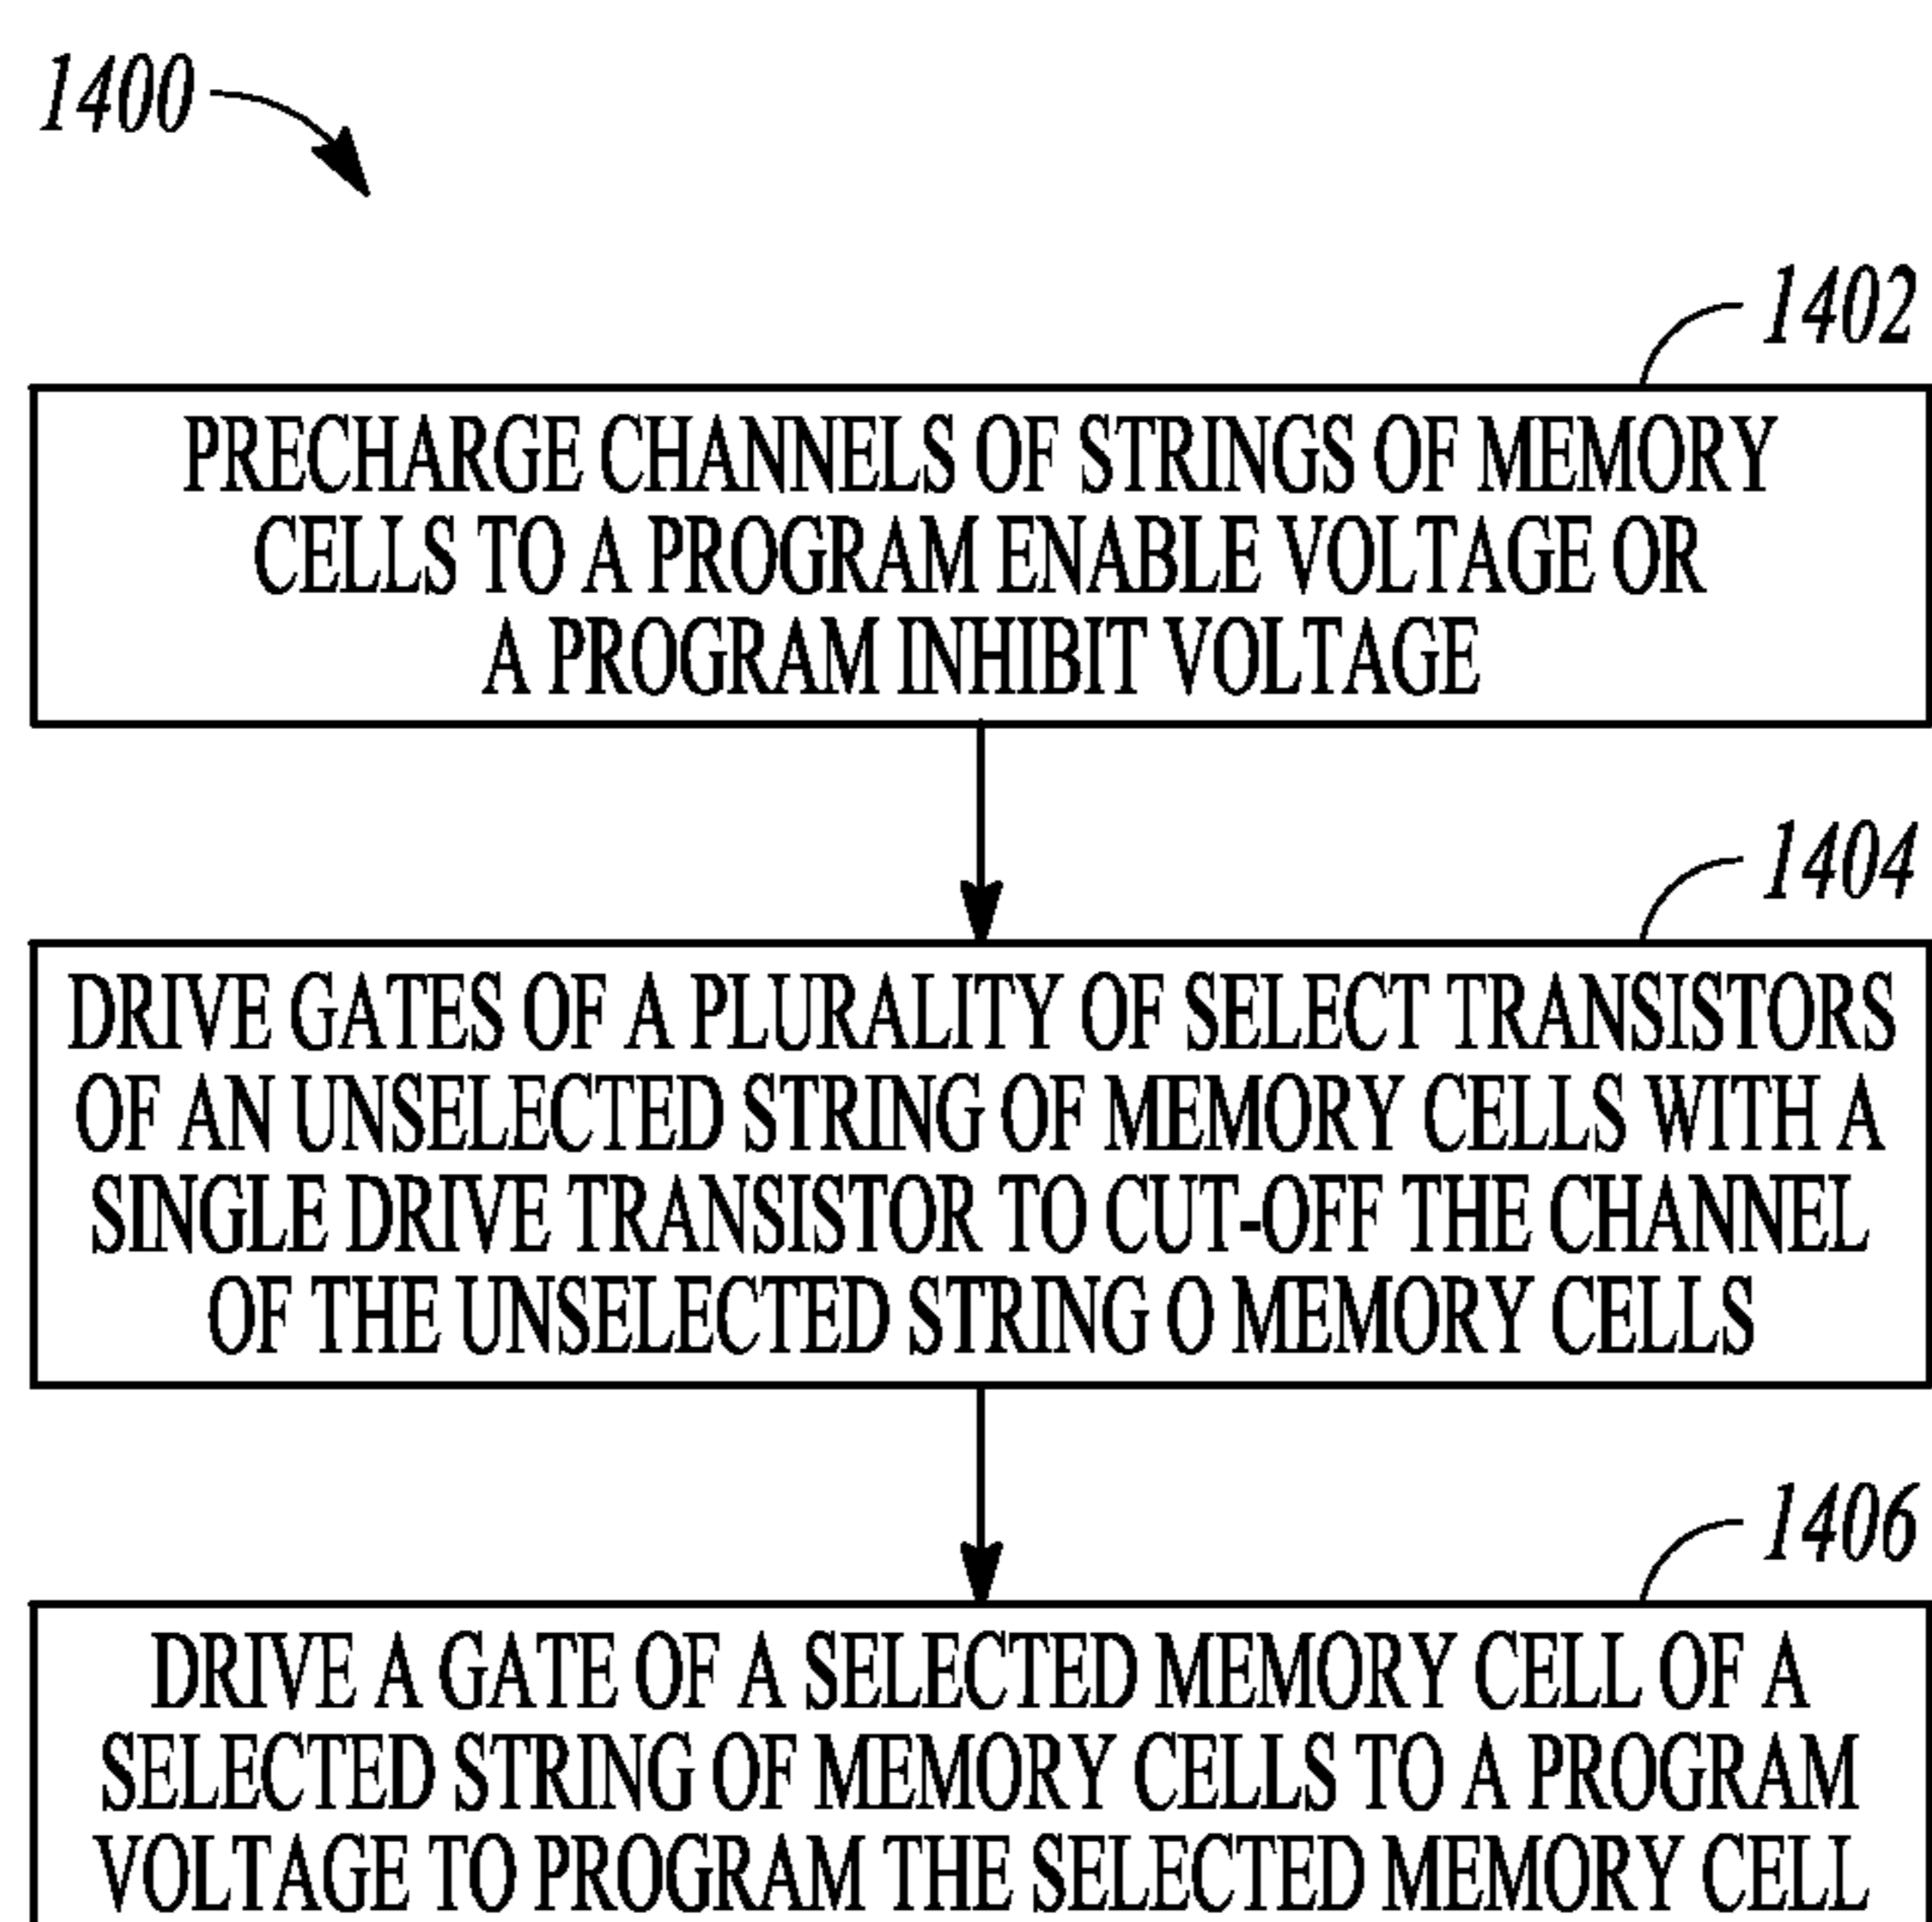 1400
1402
PRECHARGE CHANNELS OF STRINGS OF MEMORY
CELLS TO A PROGRAM ENABLE VOLTAGE OR
A PROGRAM INHIBIT VOLTAGE
1404
DRIVE GATES OF A PLURALITY OF SELECT TRANSISTORS
OF AN UNSELECTED STRING OF MEMORY CELLS WITH A
SINGLE DRIVE TRANSISTOR TO CUT-OFF THE CHANNEL
OF THE UNSELECTED STRING O MEMORY CELLS
1406
DRIVE A GATE OF A SELECTED MEMORY CELL OF A
SELECTED STRING OF MEMORY CELLS TO A PROGRAM
VOLTAGE TO PROGRAM THE SELECTED MEMORY CELL